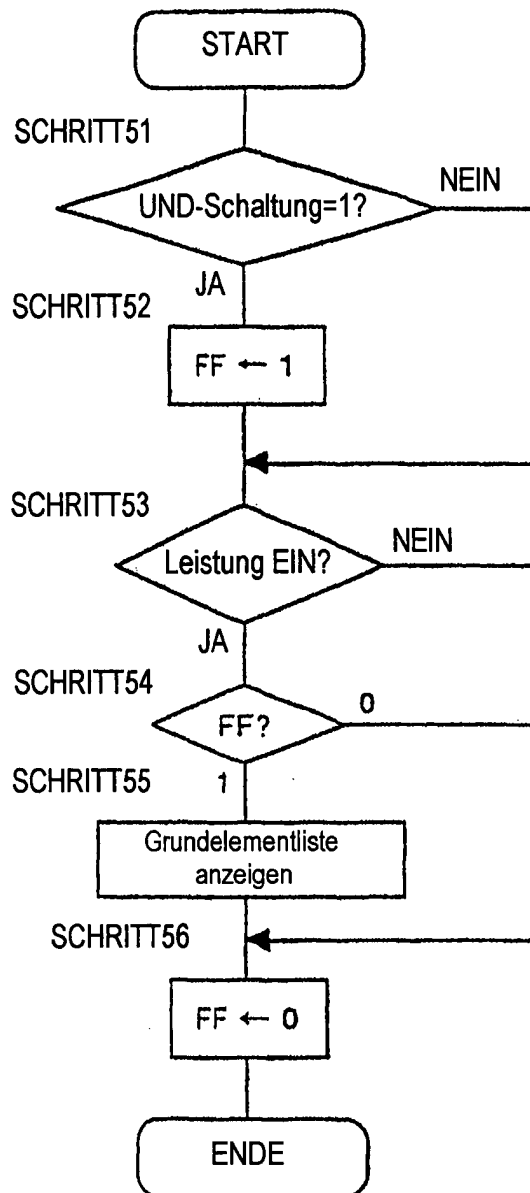 START
SCHRITT51
UND-Schaltung=1?
NEIN
JA
SCHRITT52
FF ← 1
SCHRITT53
Leistung EIN?
NEIN
JA
SCHRITT54
FF?
0
SCHRITT55
1
Grundelementliste
anzeigen
SCHRITT56
FF ← 0
ENDE